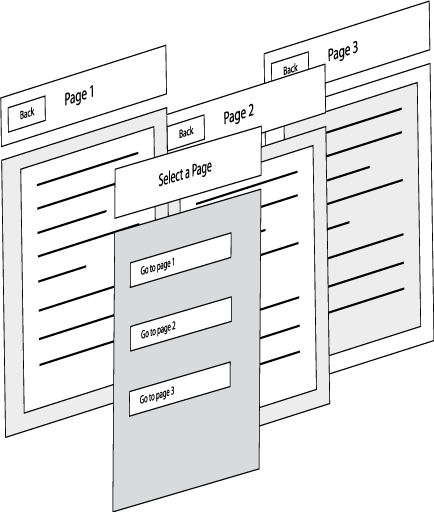 Page 3
Back
Page 1
Back
Page 2
Back
Select a Page
Go to page 1
Go to page 2
Go to page 3